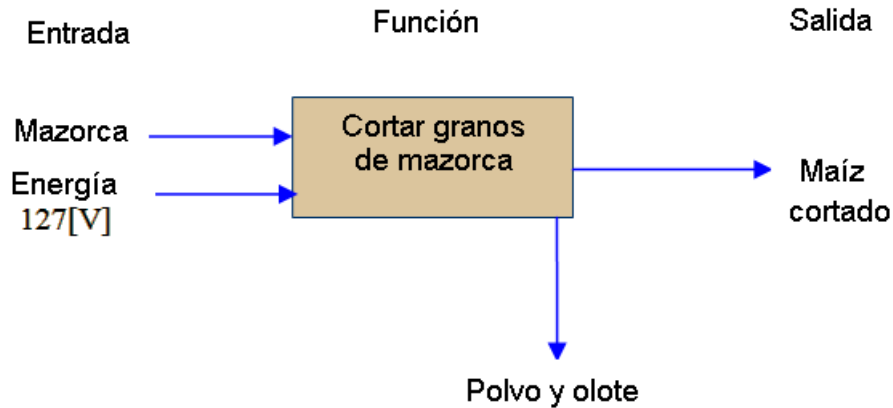 Entrada
Función
Salida
Mazorca
Energía
127[V]
Cortar granos
de mazorca
Maíz
cortado
Polvo y olote